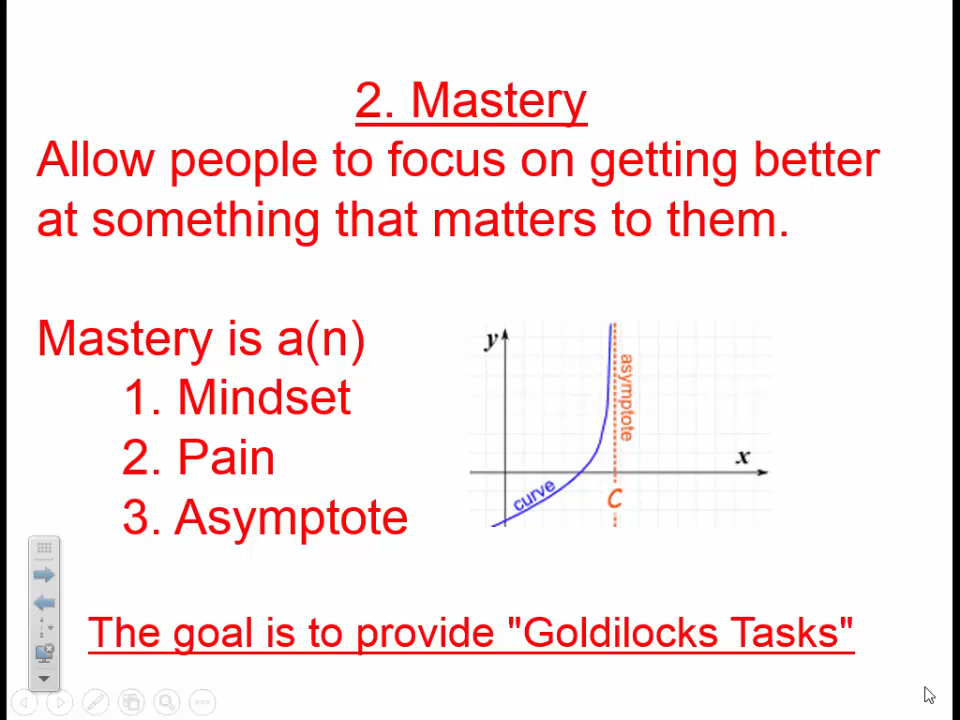 2. Mastery
Allow people to focus on getting better
at something that matters to them.
Mastery is a(n)
1. Mindset
2. Pain
3. Asymptote
y
asymptote
x
curve
C
The goal is to provide "Goldilocks Tasks"